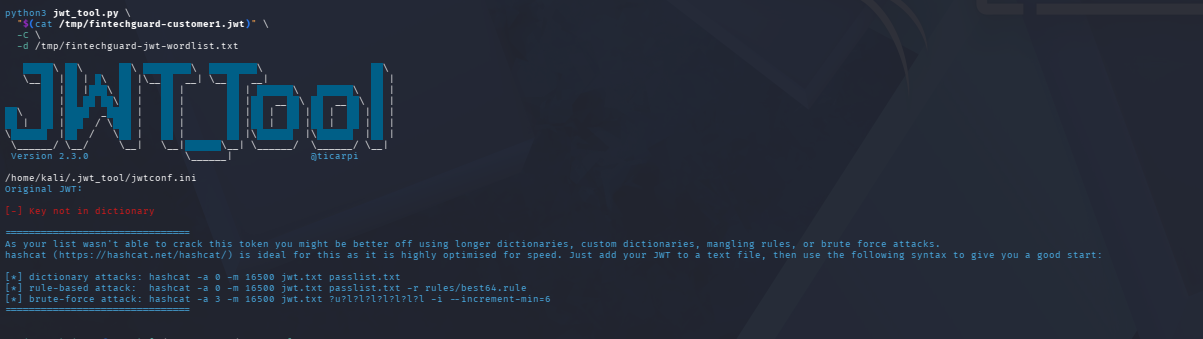 python3 jwt_tool.py \
"$(cat /tmp/fintechguard-customer1.jwt)" \
-C \
-d /tmp/fintechguard-jwt-wordlist.txt
JWT_Tool
Version 2.3.0 @ticarpi
/home/kali/.jwt_tool/jwtconf.ini
Original JWT:
[-] Key not in dictionary
===============================
As your list wasn't able to crack this token you might be better off using longer dictionaries, custom dictionaries, mangling rules, or brute force attacks.
hashcat (https://hashcat.net/hashcat/) is ideal for this as it is highly optimised for speed. Just add your JWT to a text file, then use the following syntax to give you a good start:
[*] dictionary attacks: hashcat -a 0 -m 16500 jwt.txt passlist.txt
[*] rule-based attack:  hashcat -a 0 -m 16500 jwt.txt passlist.txt -r rules/best64.rule
[*] brute-force attack: hashcat -a 3 -m 16500 jwt.txt ?u?l?l?l?l?l?l?l -i --increment-min=6
===============================